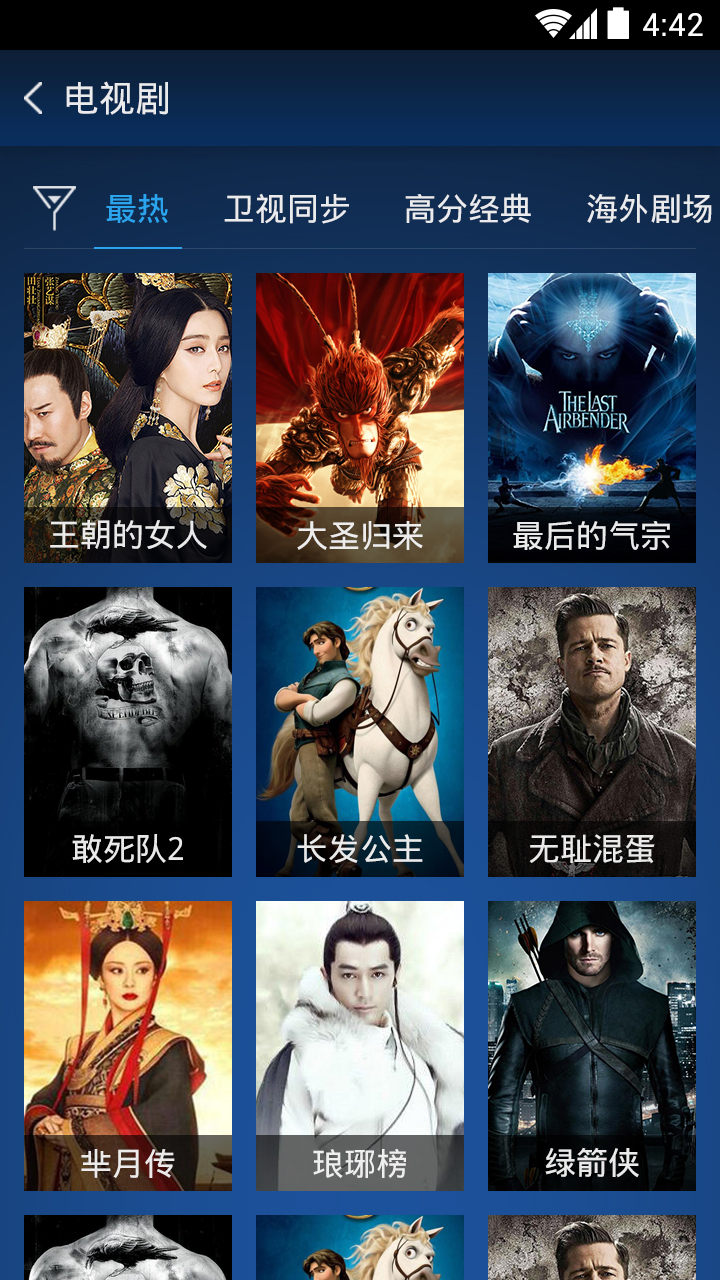 4:42
电视剧
最热 卫视同步 高分经典 海外剧场
王朝的女人
大圣归来
THE LAST
AIRBENDER
最后的气宗
敢死队2
长发公主
无耻混蛋
芈月传
琅琊榜
绿箭侠